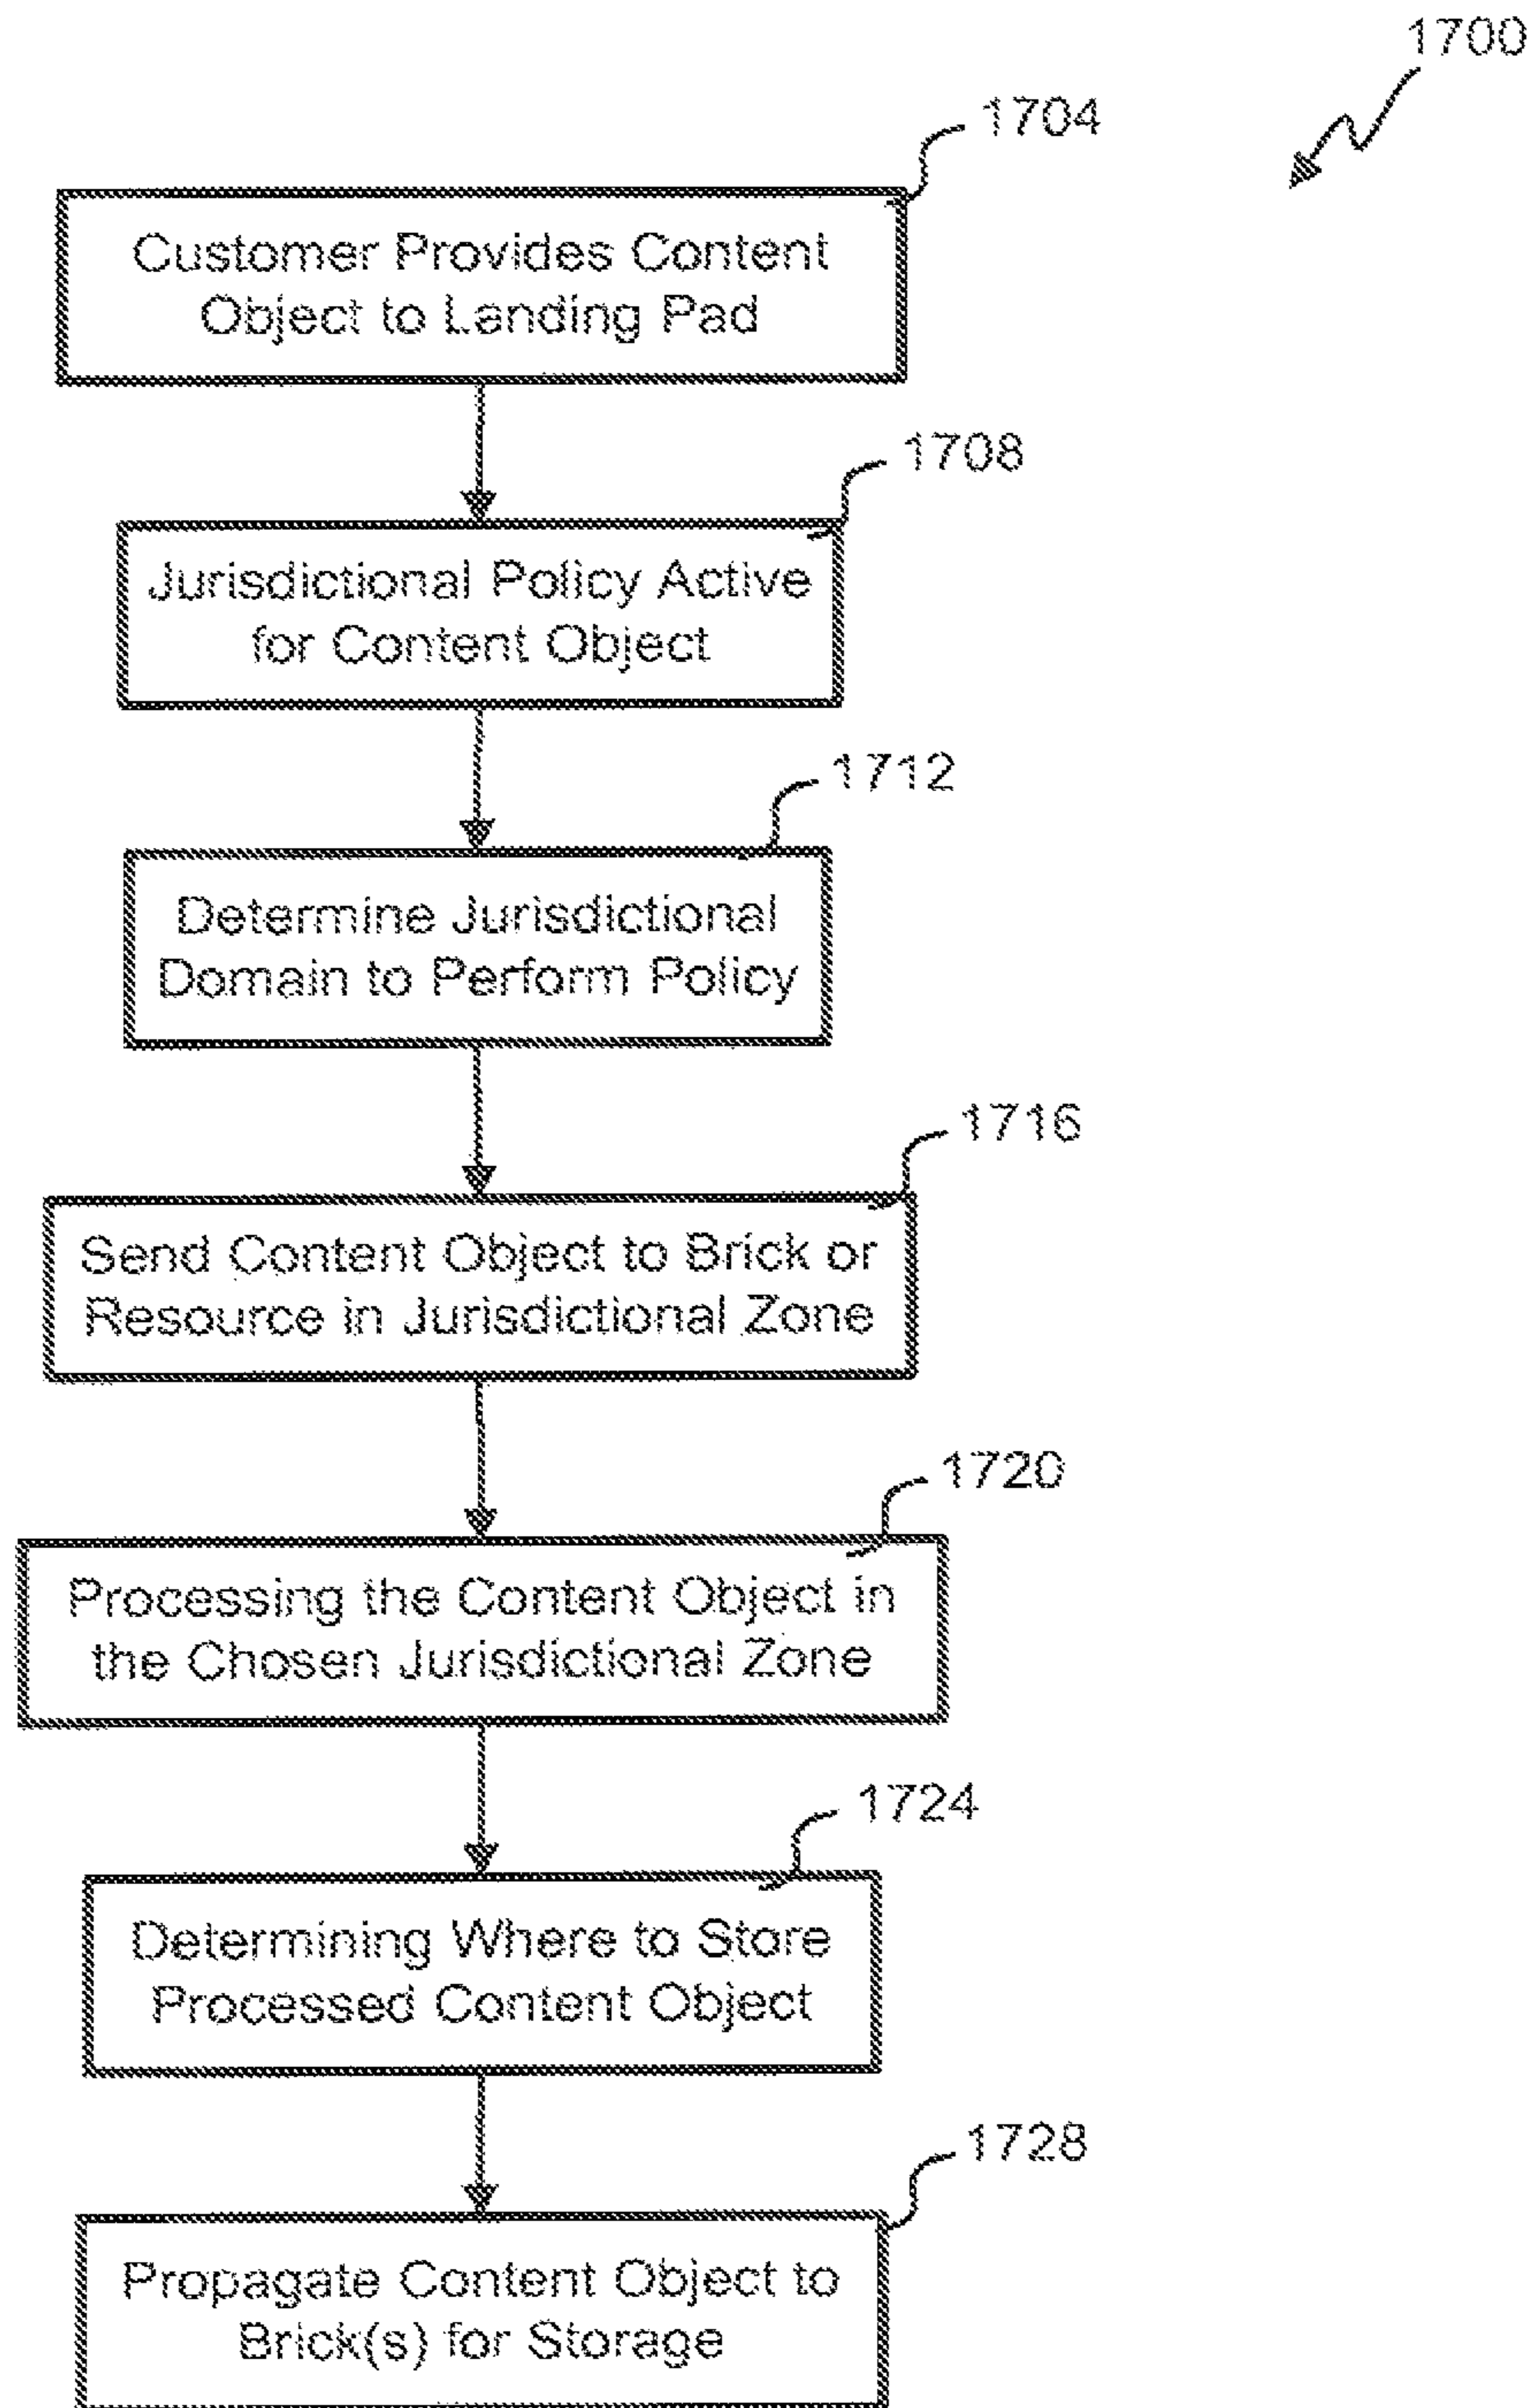 1700
1704
Customer Provides Content
Object to Landing Pad
1708
Jurisdictional Policy Active
for Content Object
1712
Determine Jurisdictional
Domain to Perform Policy
1716
Send Content Object to Brick or
Resource in Jurisdictional Zone
1720
Processing the Content Object in
the Chosen Jurisdictional Zone
1724
Determining Where to Store
Processed Content Object
1728
Propagate Content Object to
Brick(s) for Storage